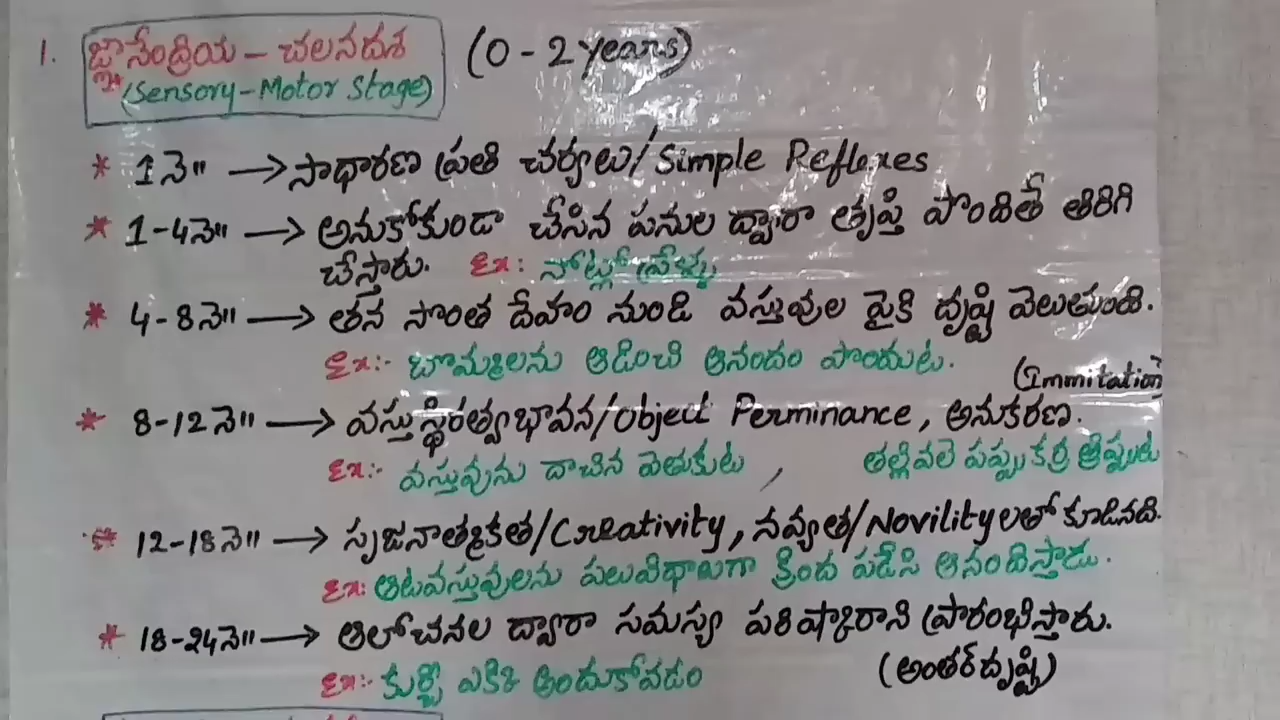 1. జ్ఞానేంద్రియ - చలనదశ (0-2 years)
(Sensory-Motor Stage)
* 1నె" → సాధారణ ప్రతి చర్యలు/Simple Reflexes
* 1-4నె" → అనుకోకుండా చేసిన పనుల ద్వారా తృప్తి పొందితే తిరిగి
చేస్తారు. Ex: నోట్లో వ్రేళ్ళు
* 4-8నె" → తన సొంత దేహం నుండి వస్తువుల పైకి దృష్టి వెలుతుంది.
Ex:- బొమ్మలను ఆడించి ఆనందం పొందుట.
(Immitation)
* 8-12నె" → వస్తుస్థిరత్వభావన/Object Perminance, అనుకరణ.
Ex:- వస్తువును దాచిన వెతుకుట, తల్లివలె పప్పుకర్ర త్రిప్పుట
* 12-18నె" → సృజనాత్మకత/Creativity, నవ్యత/Novilityలతో కూడినది.
Ex: ఆటవస్తువులను పలువిధాలుగా క్రింద పడేసి ఆనందిస్తాడు.
* 18-24నె" → ఆలోచనల ద్వారా సమస్య పరిష్కారాని ప్రారంభిస్తారు.
(అంతర్‌దృష్టి)
Ex:- కుర్చీ ఎక్కి అందుకోవడం